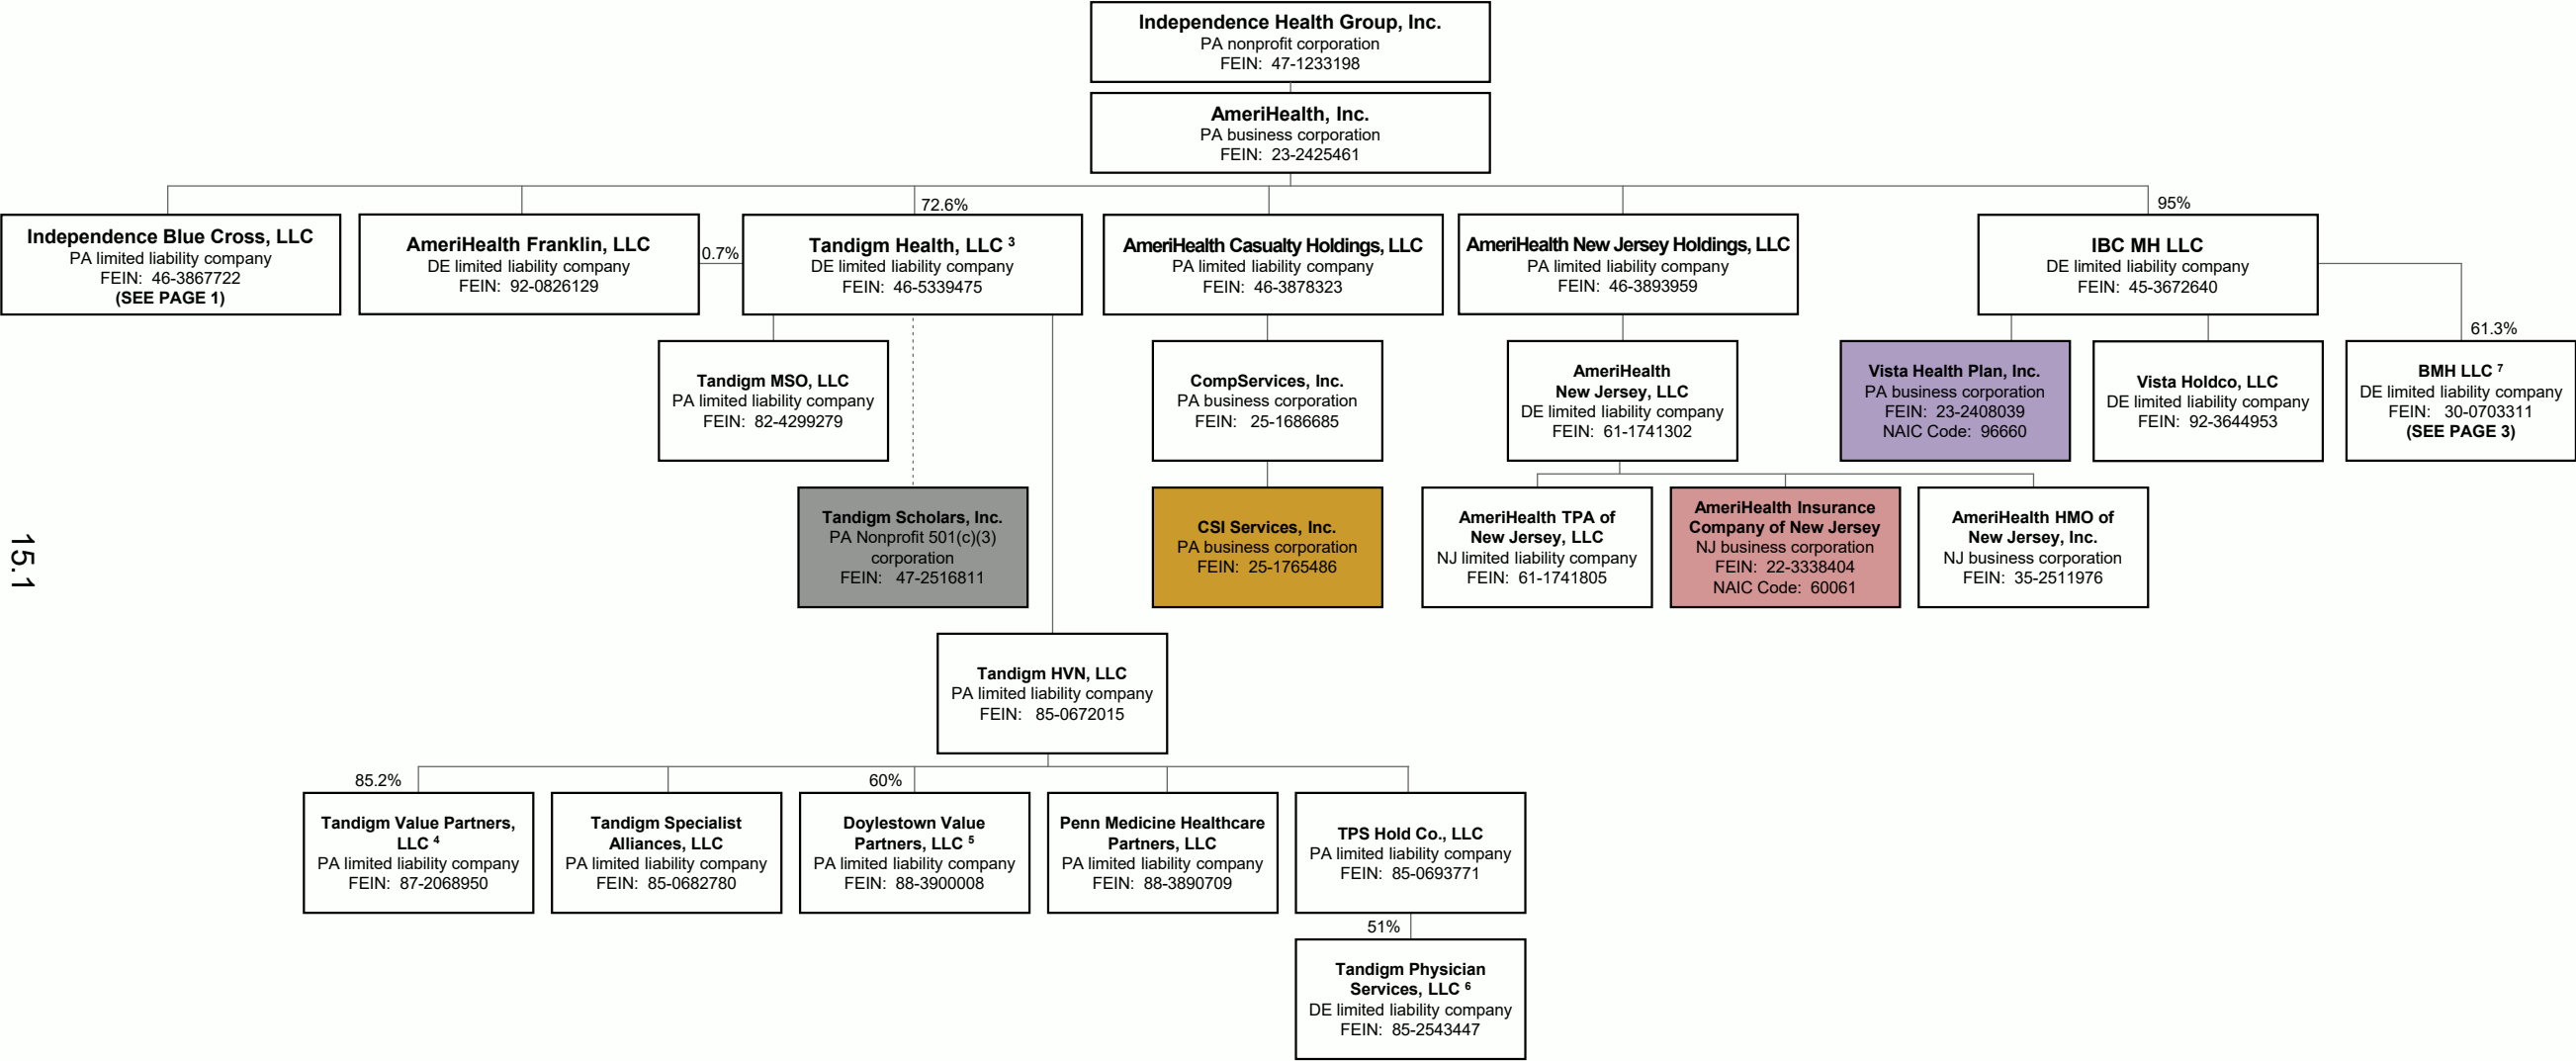 Independence Health Group, Inc.
PA nonprofit corporation
FEIN: 47-1233198
AmeriHealth, Inc.
PA business corporation
FEIN: 23-2425461
Independence Blue Cross, LLC
PA limited liability company
FEIN: 46-3867722
(SEE PAGE 1)
AmeriHealth Franklin, LLC
DE limited liability company
FEIN: 92-0826129
0.7%
72.6%
Tandigm Health, LLC 3
DE limited liability company
FEIN: 46-5339475
AmeriHealth Casualty Holdings, LLC
PA limited liability company
FEIN: 46-3878323
AmeriHealth New Jersey Holdings, LLC
PA limited liability company
FEIN: 46-3893959
95%
IBC MH LLC
DE limited liability company
FEIN: 45-3672640
Tandigm MSO, LLC
PA limited liability company
FEIN: 82-4299279
CompServices, Inc.
PA business corporation
FEIN: 25-1686685
AmeriHealth
New Jersey, LLC
DE limited liability company
FEIN: 61-1741302
Vista Health Plan, Inc.
PA business corporation
FEIN: 23-2408039
NAIC Code: 96660
Vista Holdco, LLC
DE limited liability company
FEIN: 92-3644953
61.3%
BMH LLC 7
DE limited liability company
FEIN: 30-0703311
(SEE PAGE 3)
15.1
Tandigm Scholars, Inc.
PA Nonprofit 501(c)(3)
corporation
FEIN: 47-2516811
CSI Services, Inc.
PA business corporation
FEIN: 25-1765486
AmeriHealth TPA of
New Jersey, LLC
NJ limited liability company
FEIN: 61-1741805
AmeriHealth Insurance
Company of New Jersey
NJ business corporation
FEIN: 22-3338404
NAIC Code: 60061
AmeriHealth HMO of
New Jersey, Inc.
NJ business corporation
FEIN: 35-2511976
Tandigm HVN, LLC
PA limited liability company
FEIN: 85-0672015
85.2%
Tandigm Value Partners,
LLC 4
PA limited liability company
FEIN: 87-2068950
Tandigm Specialist
Alliances, LLC
PA limited liability company
FEIN: 85-0682780
60%
Doylestown Value
Partners, LLC 5
PA limited liability company
FEIN: 88-3900008
Penn Medicine Healthcare
Partners, LLC
PA limited liability company
FEIN: 88-3890709
TPS Hold Co., LLC
PA limited liability company
FEIN: 85-0693771
51%
Tandigm Physician
Services, LLC 6
DE limited liability company
FEIN: 85-2543447